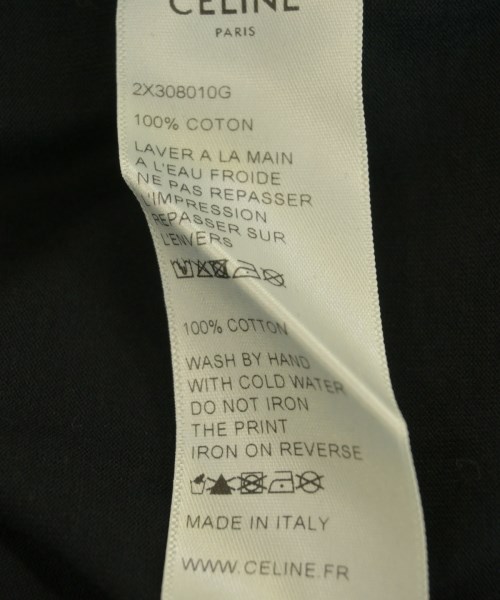 CELINE
PARIS
2X308010G
100% COTON
LAVER A LA MAIN
A L'EAU FROIDE
NE PAS REPASSER
L'IMPRESSION
REPASSER SUR
L'ENVERS
100% COTTON
WASH BY HAND
WITH COLD WATER
DO NOT IRON
THE PRINT
IRON ON REVERSE
MADE IN ITALY
WWW.CELINE.FR